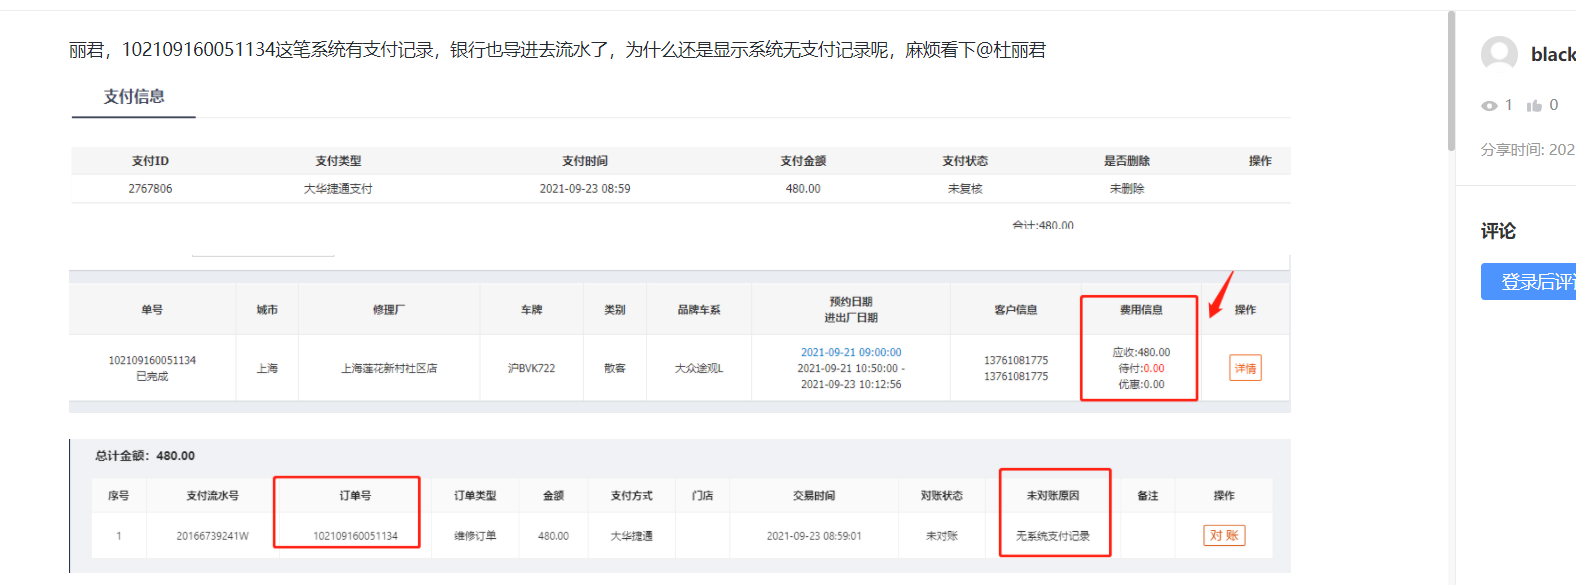 丽君，102109160051134这笔系统有支付记录，银行也导进去流水了，为什么还是显示系统无支付记录呢，麻烦看下@杜丽君
支付信息
支付ID 支付类型 支付时间 支付金额 支付状态 是否删除 操作
2767806 大华捷通支付 2021-09-23 08:59 480.00 未复核 未删除
合计:480.00
单号 城市 修理厂 车牌 类别 品牌车系 预约日期 客户信息 费用信息 操作
进出厂日期
102109160051134 上海 上海莲花新村社区店 沪BVK722 散客 大众途观L 2021-09-21 09:00:00 13761081775 应收:480.00 详情
已完成 2021-09-21 10:50:00 - 13761081775 待付:0.00
2021-09-23 10:12:56 优惠:0.00
总计金额：480.00
序号 支付流水号 订单号 订单类型 金额 支付方式 门店 交易时间 对账状态 未对账原因 备注 操作
1 20166739241W 102109160051134 维修订单 480.00 大华捷通 2021-09-23 08:59:01 未对账 无系统支付记录 对账
black
1 0
分享时间: 202
评论
登录后评